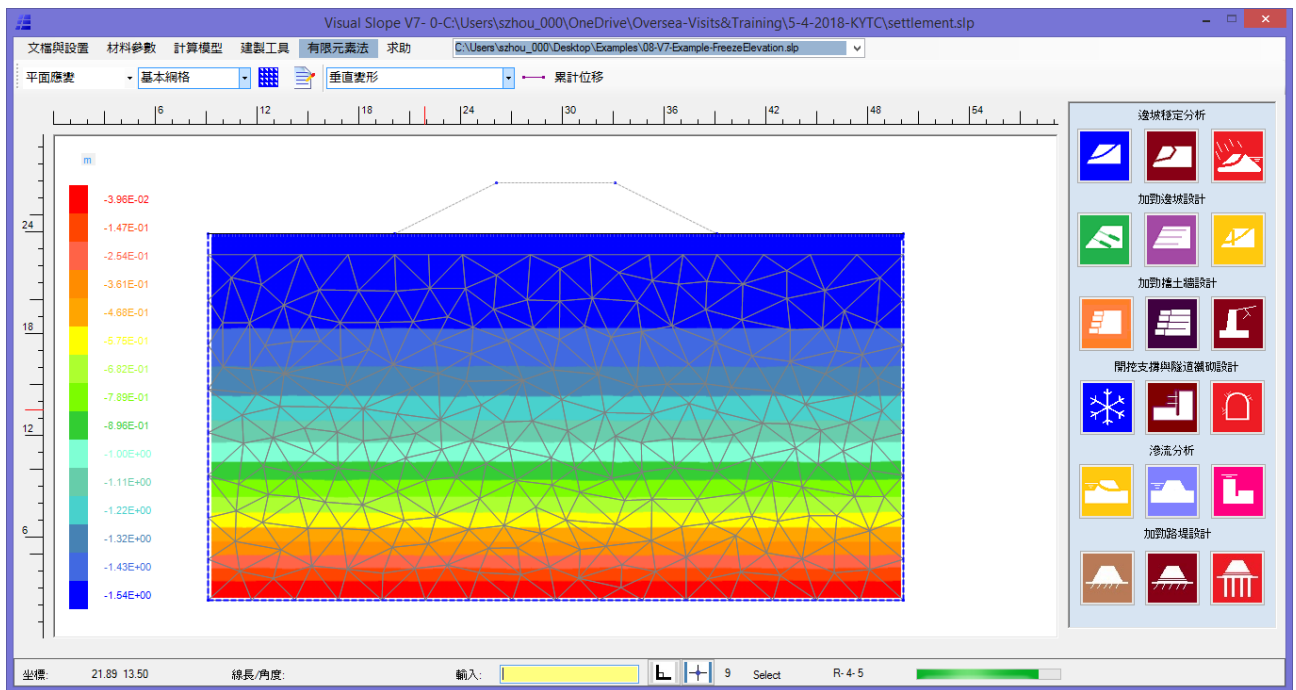 Visual Slope V7- 0-C:\Users\szhou_000\OneDrive\Oversea-Visits&Training\5-4-2018-KYTC\settlement.slp
文檔與設置 材料參數 計算模型 建製工具 有限元素法 求助 C:\Users\szhou_000\Desktop\Examples\08-V7-Example-FreezeElevation.slp
平面應變 基本網格 垂直變形 累計位移
6 12 18 24 30 36 42 48 54
m
-3.96E-02
-1.47E-01
-2.54E-01
-3.61E-01
-4.68E-01
-5.76E-01
-6.82E-01
-7.89E-01
-8.96E-01
-1.00E+00
-1.11E+00
-1.22E+00
-1.32E+00
-1.43E+00
-1.54E+00
24
18
12
6
邊坡穩定分析
加勁邊坡設計
加勁擋土牆設計
開挖支撐與隧道襯砌設計
滲流分析
加勁路堤設計
坐標: 21.89 13.50 線長/角度: 輸入: 9 Select R- 4- 5